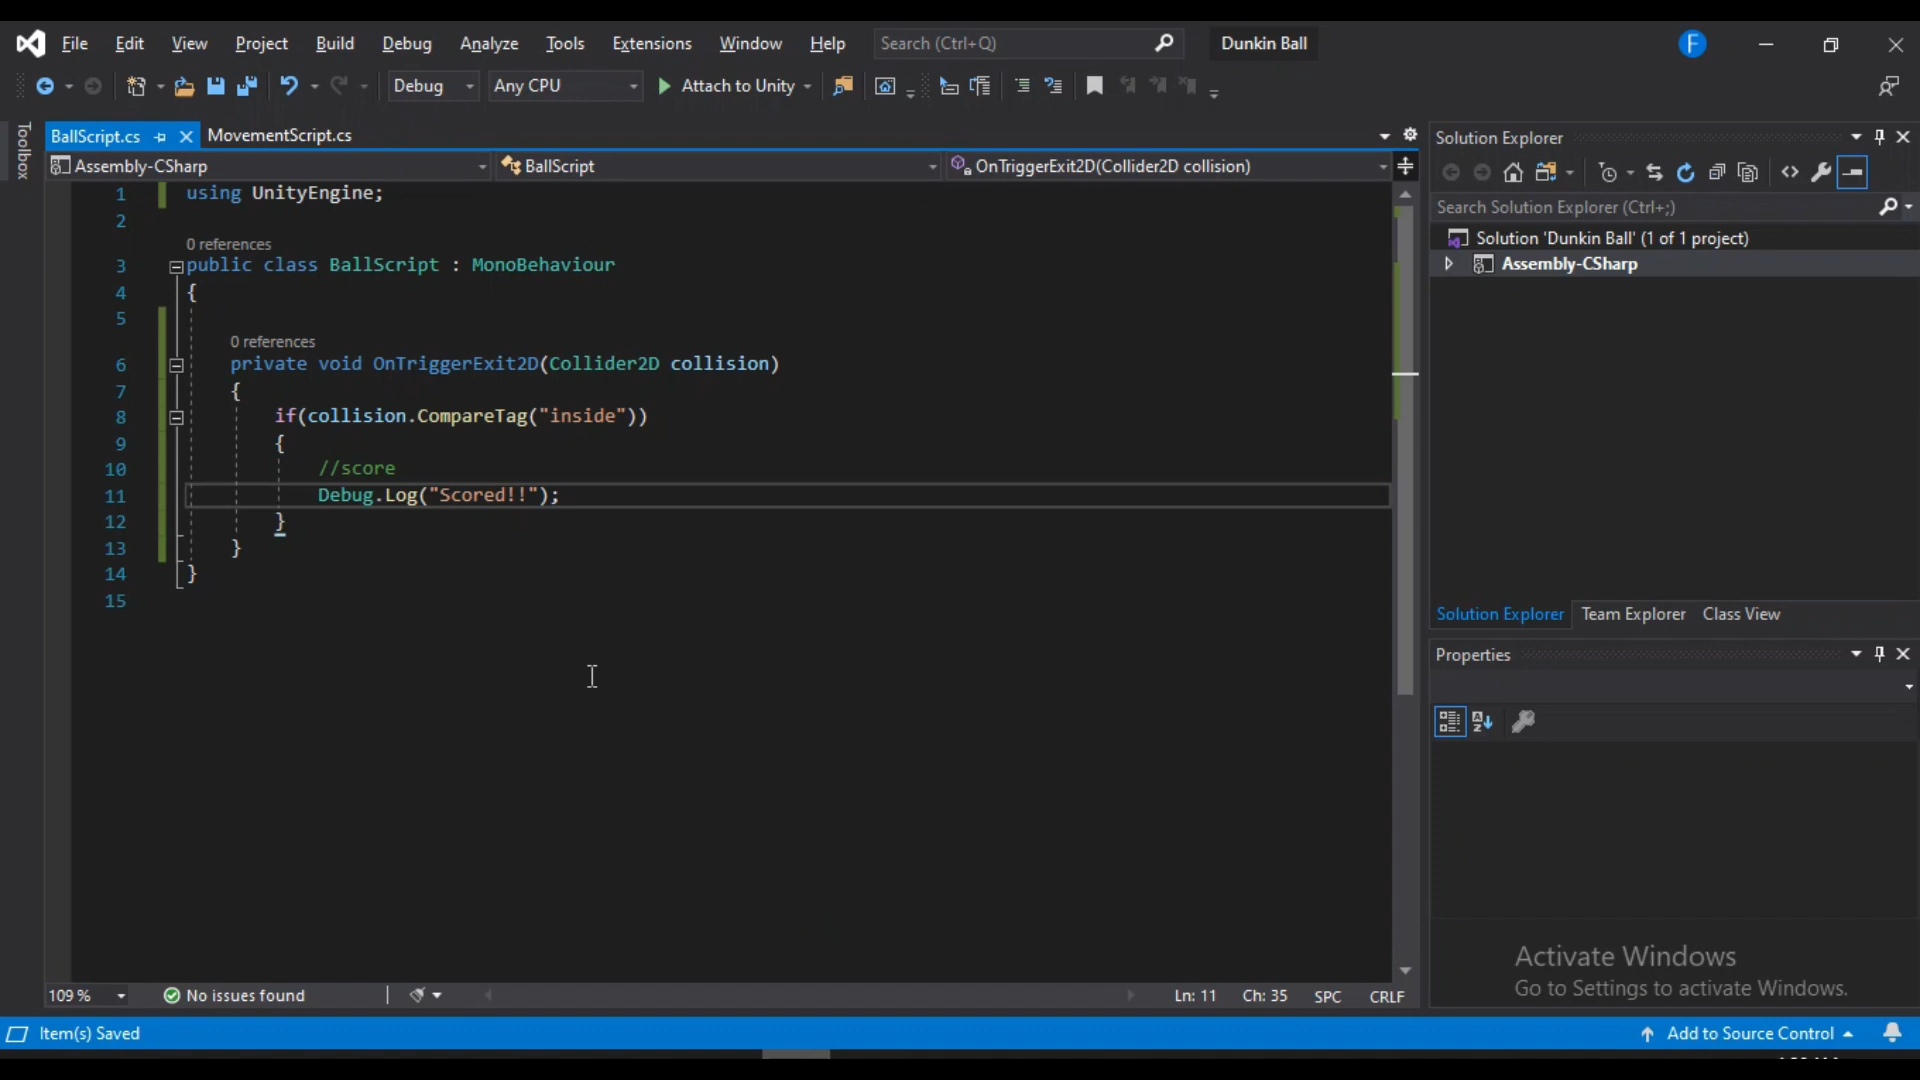 File Edit View Project Build Debug Analyze Tools Extensions Window Help Search (Ctrl+Q) Dunkin Ball F
Debug Any CPU Attach to Unity
Toolbox
BallScript.cs MovementScript.cs
Assembly-CSharp BallScript OnTriggerExit2D(Collider2D collision)
1 using UnityEngine;
2
0 references
3 public class BallScript : MonoBehaviour
4 {
5
0 references
6 private void OnTriggerExit2D(Collider2D collision)
7 {
8 if(collision.CompareTag("inside"))
9 {
10 //score
11 Debug.Log("Scored!!");
12 }
13 }
14 }
15
109 % No issues found Ln: 11 Ch: 35 SPC CRLF
Solution Explorer
Search Solution Explorer (Ctrl+;)
Solution 'Dunkin Ball' (1 of 1 project)
Assembly-CSharp
Solution Explorer Team Explorer Class View
Properties
Activate Windows
Go to Settings to activate Windows.
Item(s) Saved Add to Source Control